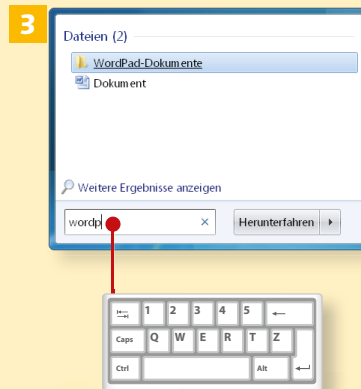 3
Dateien (2)
WordPad-Dokumente
Dokument
Weitere Ergebnisse anzeigen
wordp × Herunterfahren
1 2 3 4 5 ←
Caps Q W E R T Z
Ctrl Alt